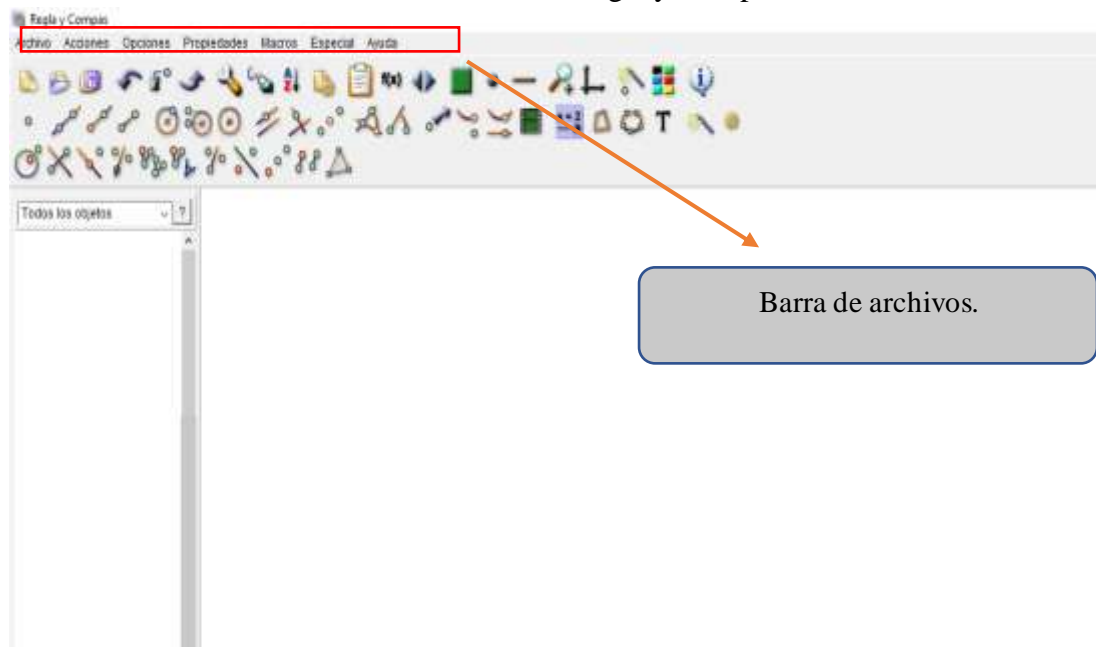 Regla y Compás
Archivo Acciones Opciones Propiedades Macros Especial Ayuda
f(x)
T
Todos los objetos ?
Barra de archivos.